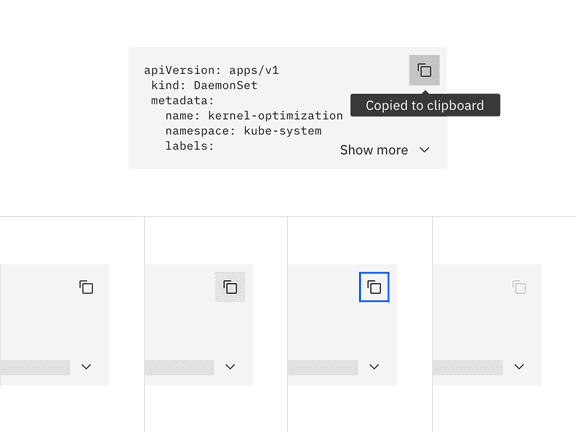 apiVersion: apps/v1
kind: DaemonSet
metadata:
name: kernel-optimization
namespace: kube-system
labels:
Copied to clipboard
Show more